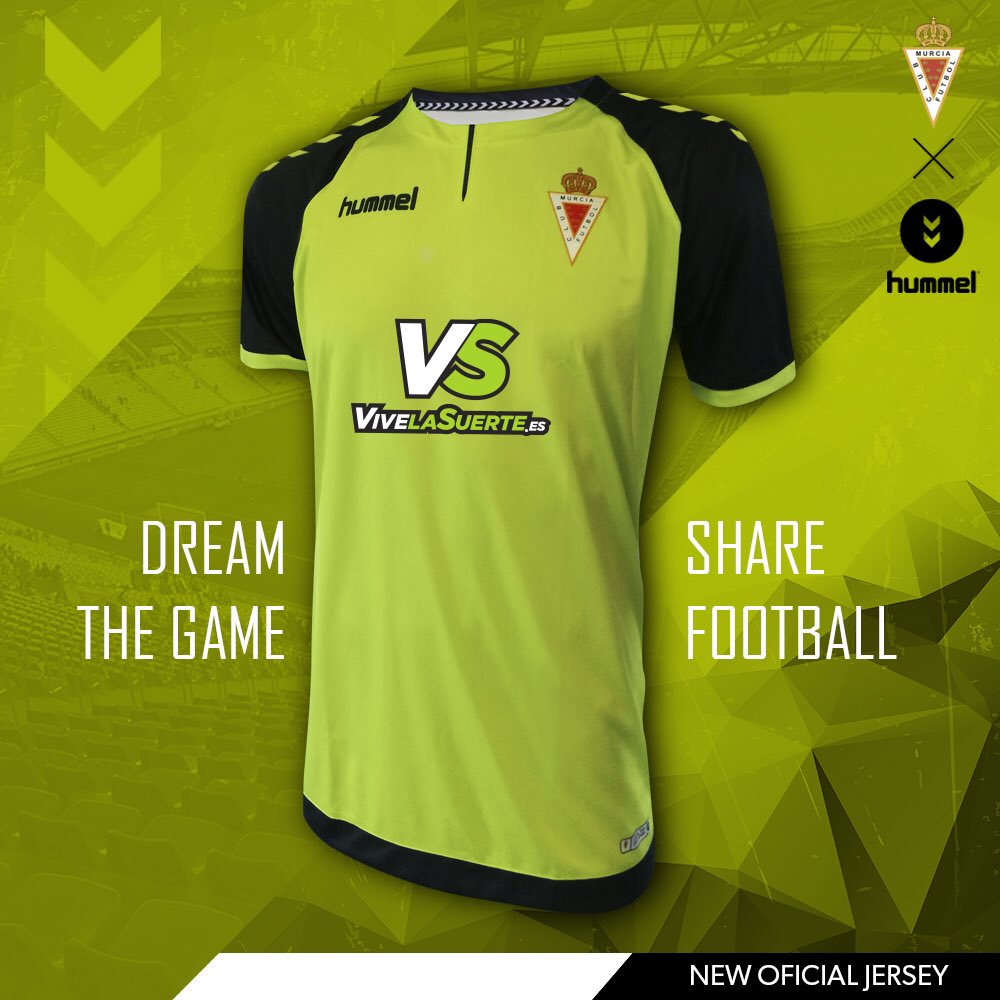 MURCIA
CLUB
FUTBOL
hummel
hummel
MURCIA
CLUB
FUTBOL
VS
VIVELASUERTE.ES
DREAM
THE GAME
SHARE
FOOTBALL
NEW OFICIAL JERSEY